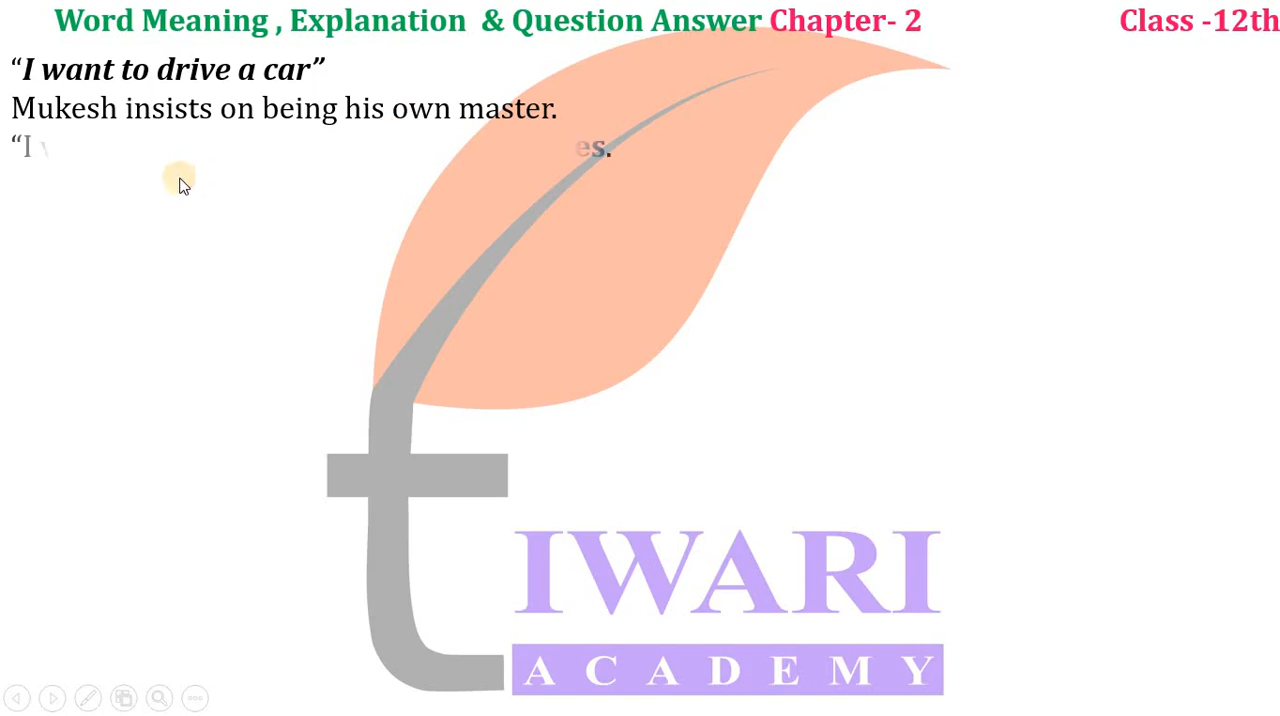 Word Meaning , Explanation & Question Answer Chapter- 2 Class -12th
“I want to drive a car”
Mukesh insists on being his own master.
“I
IWARI
ACADEMY